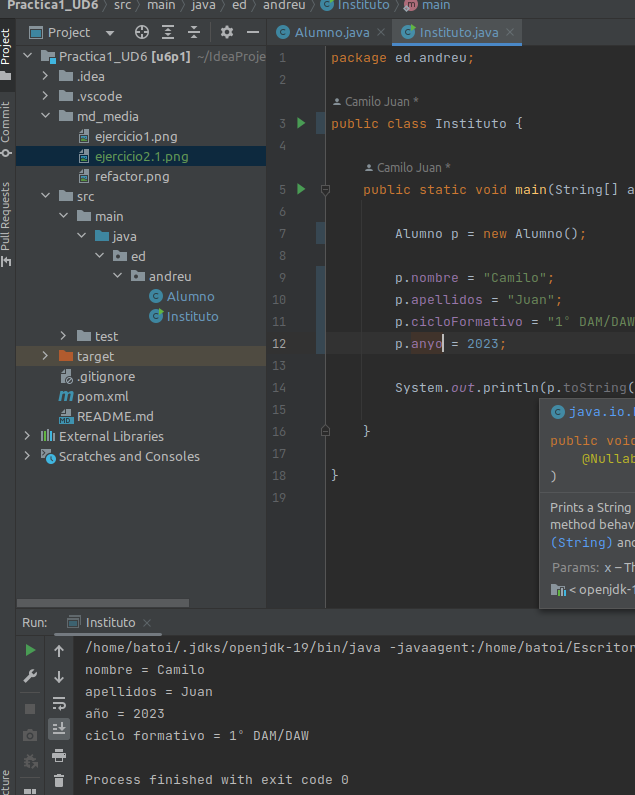 Practica1_UD6 > src > main > java > ed > andreu > Instituto > main
Project
Commit
Pull Requests
Project
Practica1_UD6 [u6p1] ~/IdeaProje
.idea
.vscode
md_media
ejercicio1.png
ejercicio2.1.png
refactor.png
src
main
java
ed
andreu
Alumno
Instituto
test
target
.gitignore
pom.xml
README.md
External Libraries
Scratches and Consoles
Alumno.java
Instituto.java
1 package ed.andreu;
2
Camilo Juan *
3 public class Instituto {
4
Camilo Juan *
5 public static void main(String[] a
6
7 Alumno p = new Alumno();
8
9 p.nombre = "Camilo";
10 p.apellidos = "Juan";
11 p.cicloFormativo = "1° DAM/DAW
12 p.anyo = 2023;
13
14 System.out.println(p.toString(
15
16 }
17
18 }
19
java.io.
public void
@Nullab
)
Prints a String
method behav
(String) and
Params: x – Th
< openjdk-1
Run: Instituto
/home/batoi/.jdks/openjdk-19/bin/java -javaagent:/home/batoi/Escritor
nombre = Camilo
apellidos = Juan
año = 2023
ciclo formativo = 1° DAM/DAW
Process finished with exit code 0